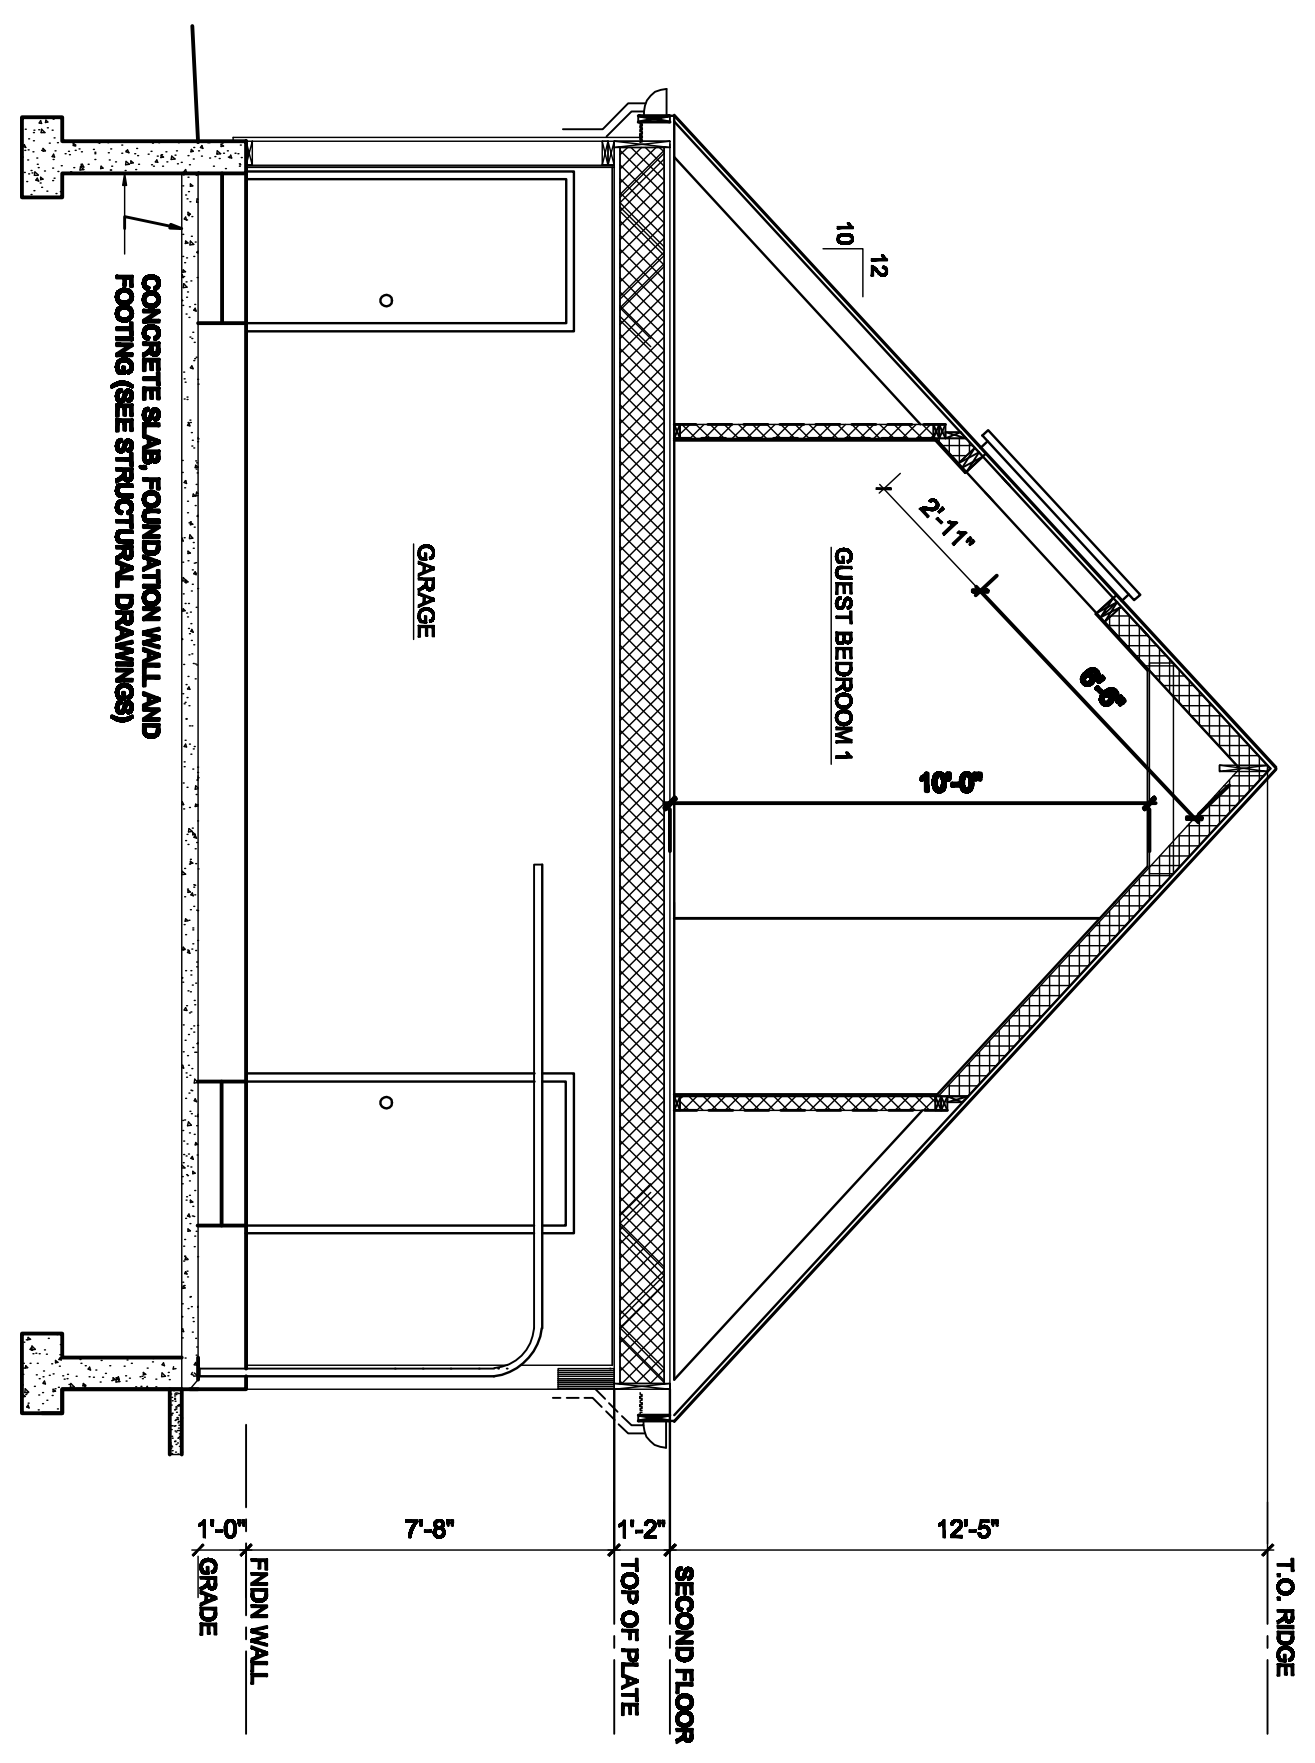 T.O. RIDGE
12'-5"
SECOND FLOOR
1'-2"
TOP OF PLATE
7'-8"
FNDN WALL
1'-0"
GRADE
12
10
6'-6"
2'-11"
10'-0"
GUEST BEDROOM 1
GARAGE
CONCRETE SLAB, FOUNDATION WALL AND
FOOTING (SEE STRUCTURAL DRAWINGS)